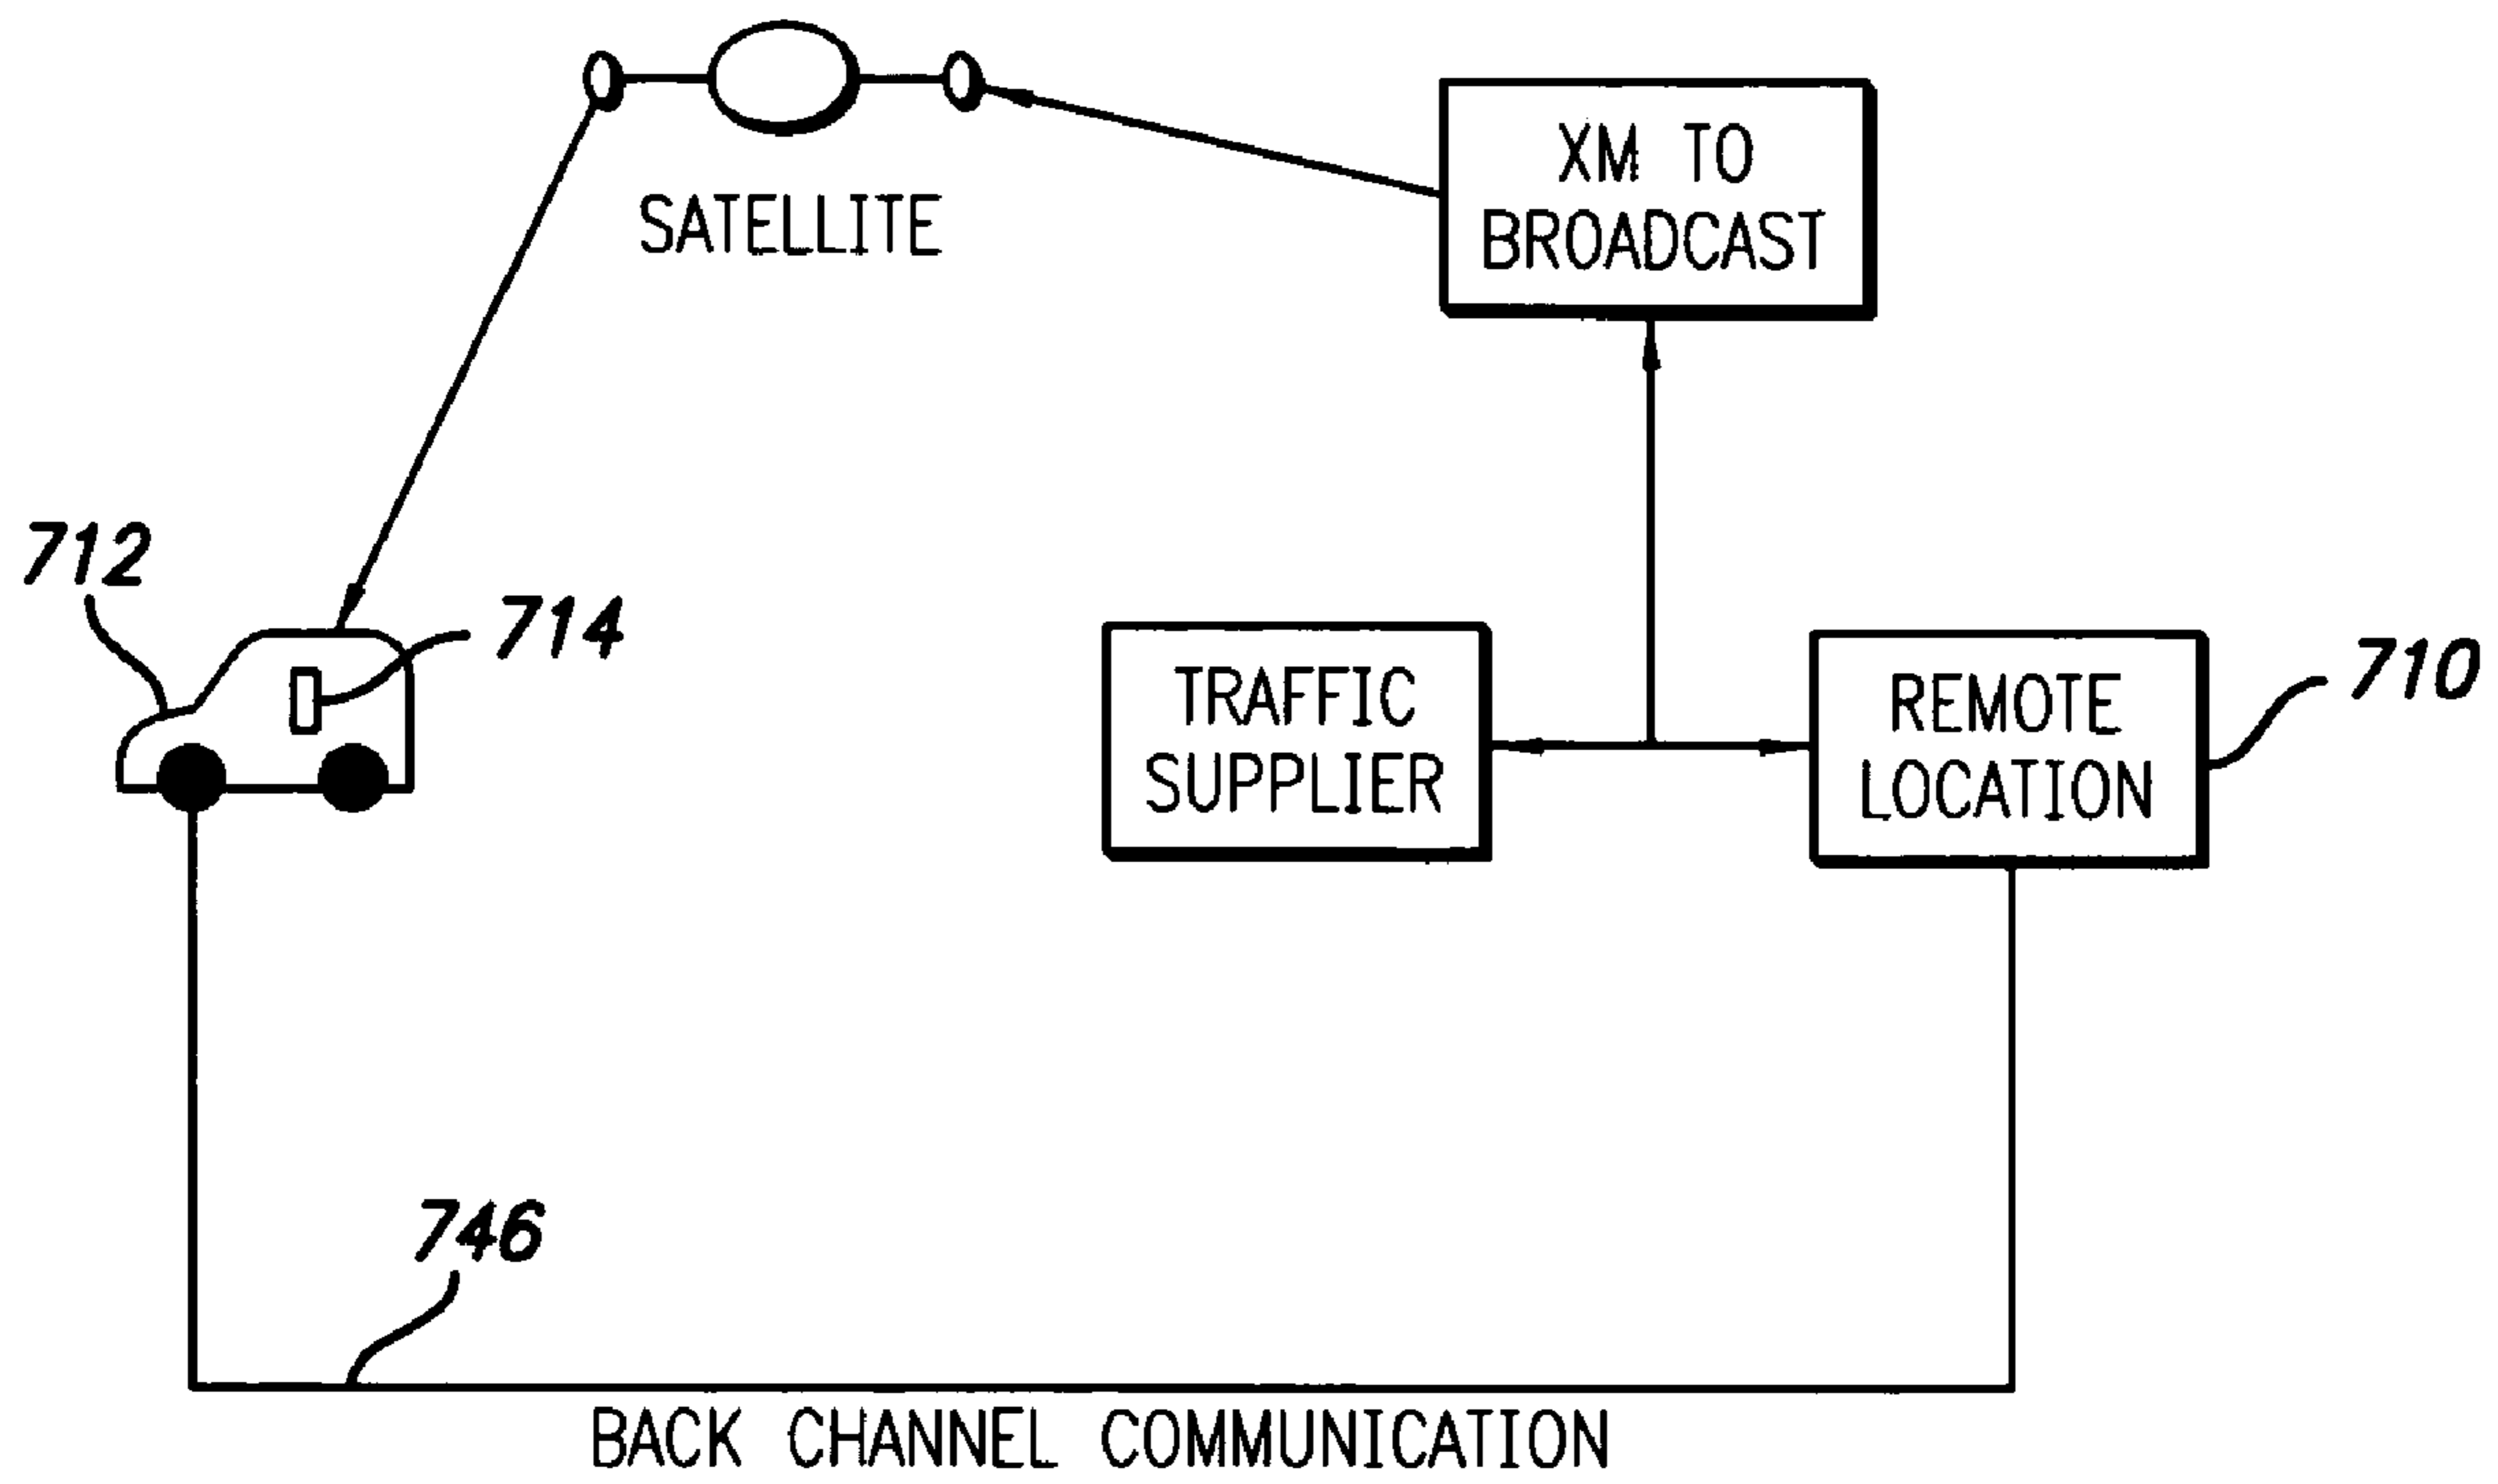 XM TO
BROADCAST
SATELLITE
712
714
TRAFFIC
SUPPLIER
REMOTE
LOCATION
710
746
BACK CHANNEL COMMUNICATION